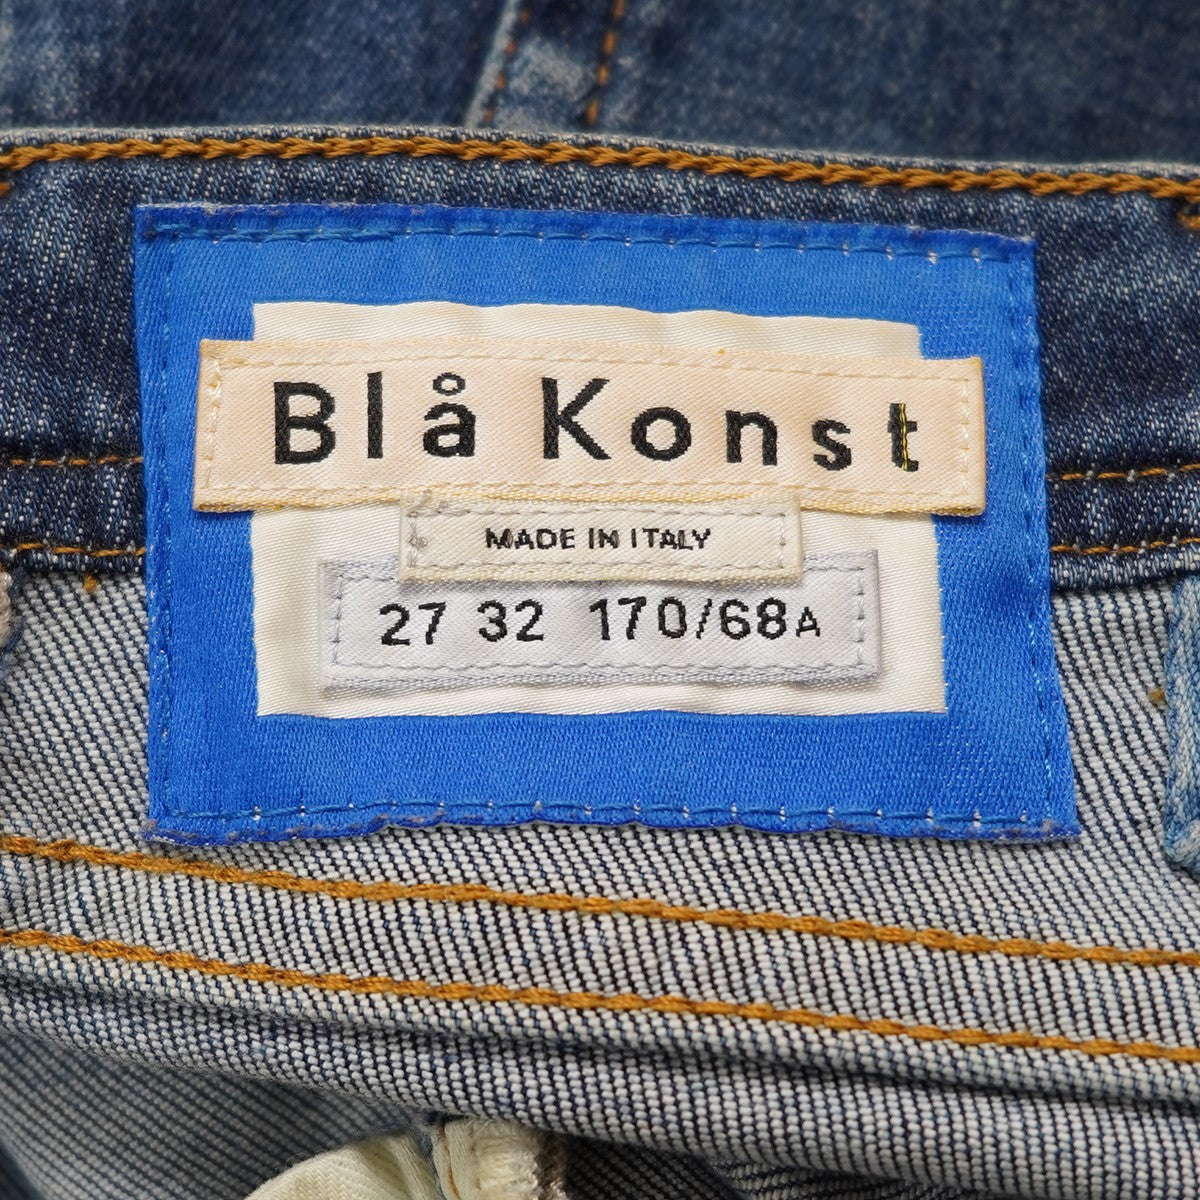 Blå Konst
MADE IN ITALY
27 32 170/68A